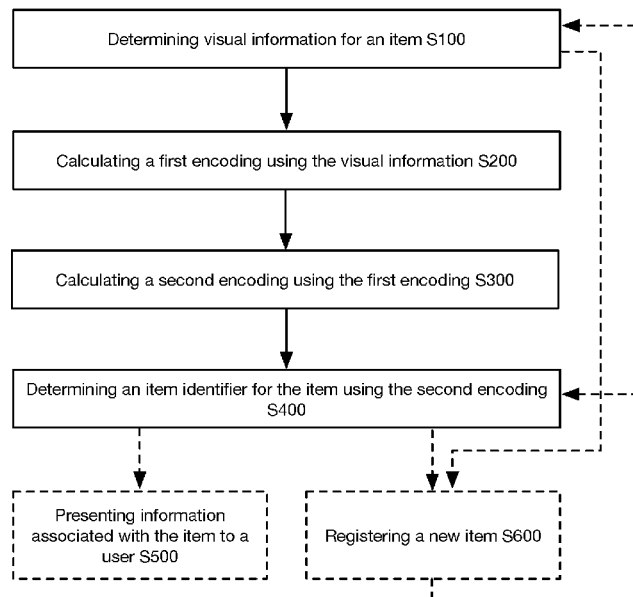 Determining visual information for an item S100
Calculating a first encoding using the visual information S200
Calculating a second encoding using the first encoding S300
Determining an item identifier for the item using the second encoding
S400
Presenting information
associated with the item to a
user S500
Registering a new item S600